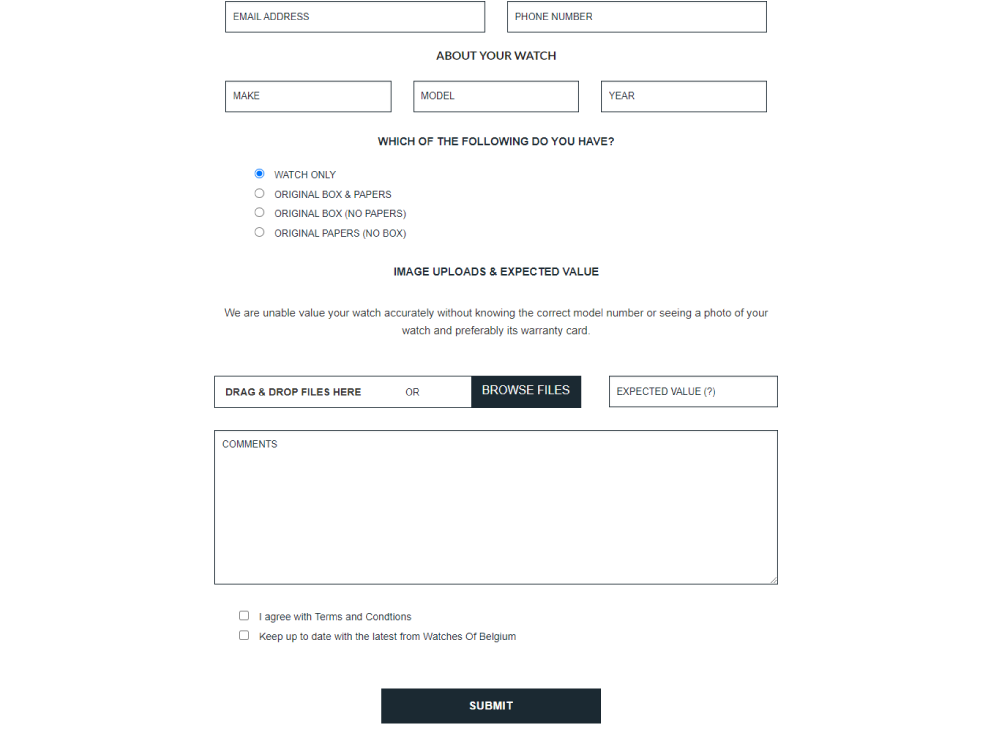 EMAIL ADDRESS
PHONE NUMBER
ABOUT YOUR WATCH
MAKE
MODEL
YEAR
WHICH OF THE FOLLOWING DO YOU HAVE?
WATCH ONLY
ORIGINAL BOX & PAPERS
ORIGINAL BOX (NO PAPERS)
ORIGINAL PAPERS (NO BOX)
IMAGE UPLOADS & EXPECTED VALUE
We are unable value your watch accurately without knowing the correct model number or seeing a photo of your
watch and preferably its warranty card.
DRAG & DROP FILES HERE
OR
BROWSE FILES
EXPECTED VALUE (?)
COMMENTS
I agree with Terms and Condtions
Keep up to date with the latest from Watches Of Belgium
SUBMIT